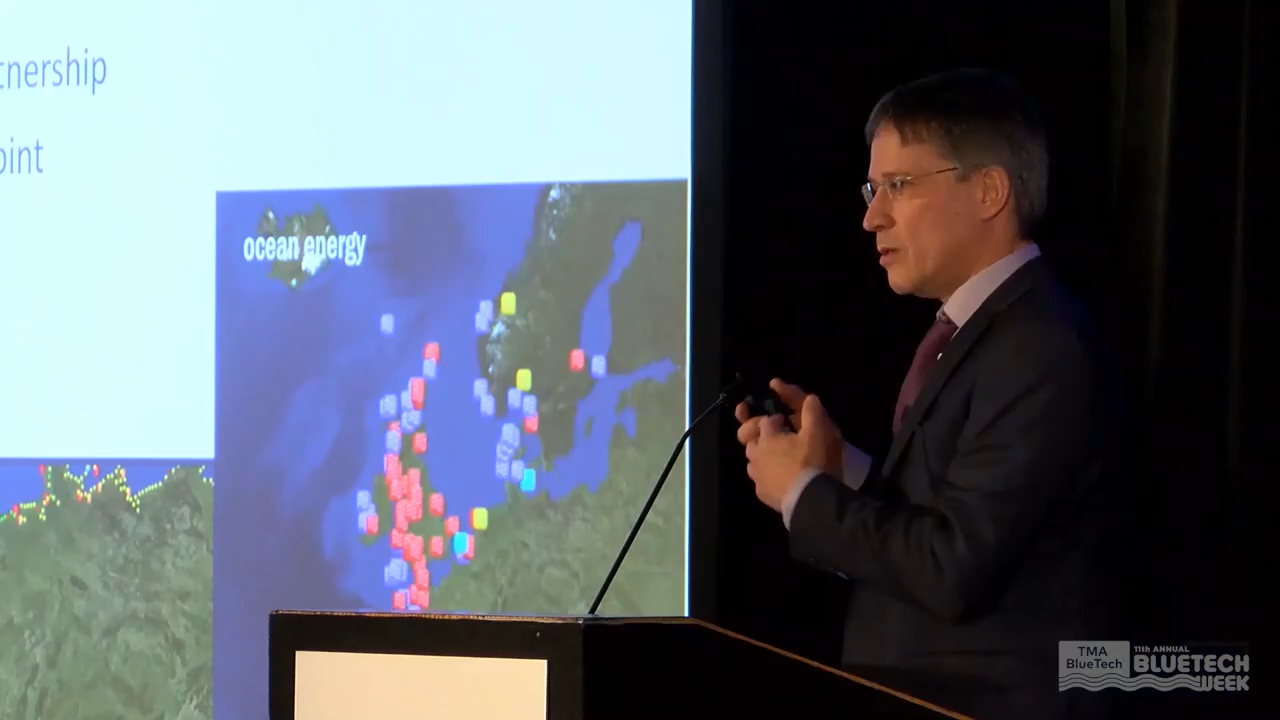 tnership
oint
ocean energy
TMA
BlueTech
11th ANNUAL
BLUETECH
WEEK